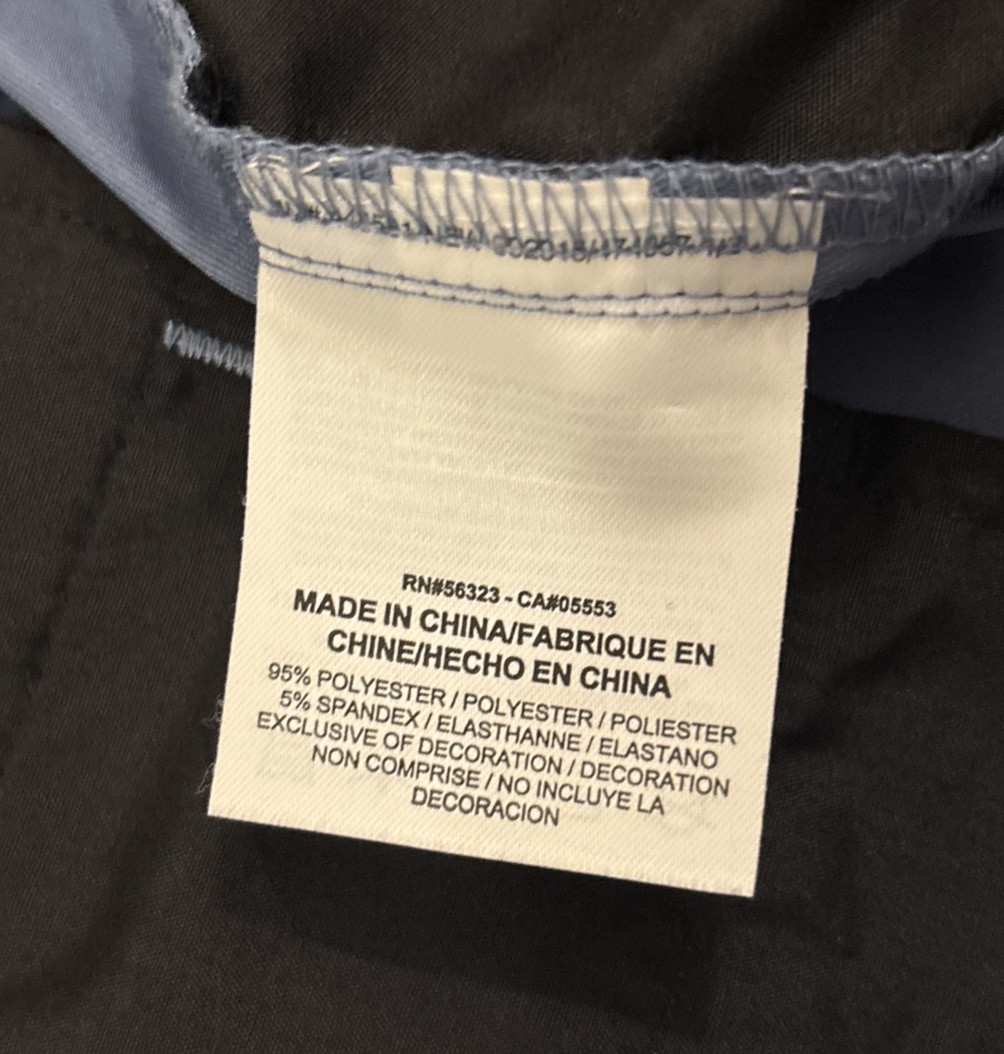 RN#56323 - CA#05553
MADE IN CHINA/FABRIQUE EN
CHINE/HECHO EN CHINA
95% POLYESTER / POLYESTER / POLIESTER
5% SPANDEX / ELASTHANNE / ELASTANO
EXCLUSIVE OF DECORATION / DECORATION
NON COMPRISE / NO INCLUYE LA
DECORACION